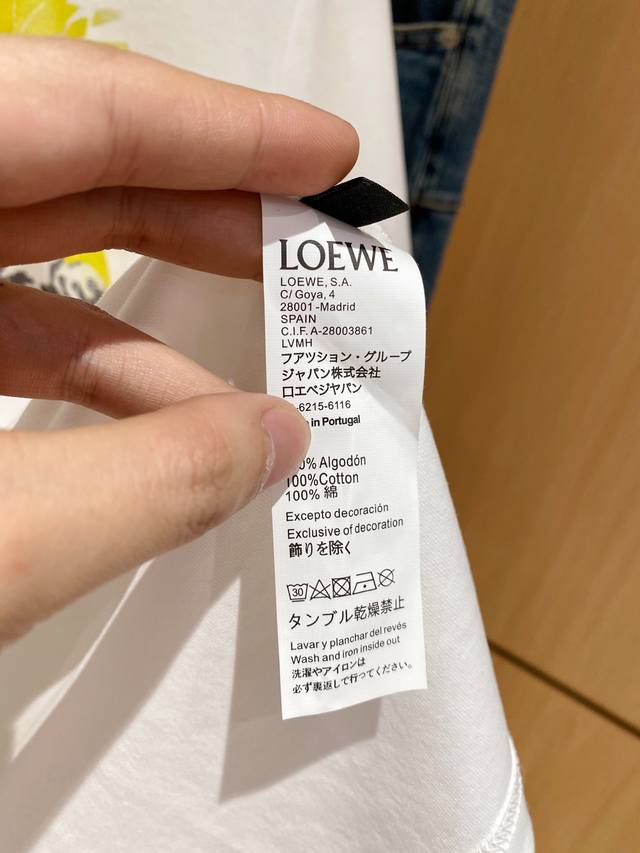 LOEWE
LOEWE, S.A.
C/ Goya, 4
28001 -Madrid
SPAIN
C.I.F. A-28003861
LVMH
フアツション・グループ
ジャパン株式会社
ロエベジヤパン
-6215-6116
in Portugal
0% Algodón
100%Cotton
100% 綿
Excepto decoración
Exclusive of decoration
飾りを除く
30
タンブル乾燥禁止
Lavar y planchar del revés
Wash and iron inside out
洗濯やアイロンは
必ず裏返して行ってください。